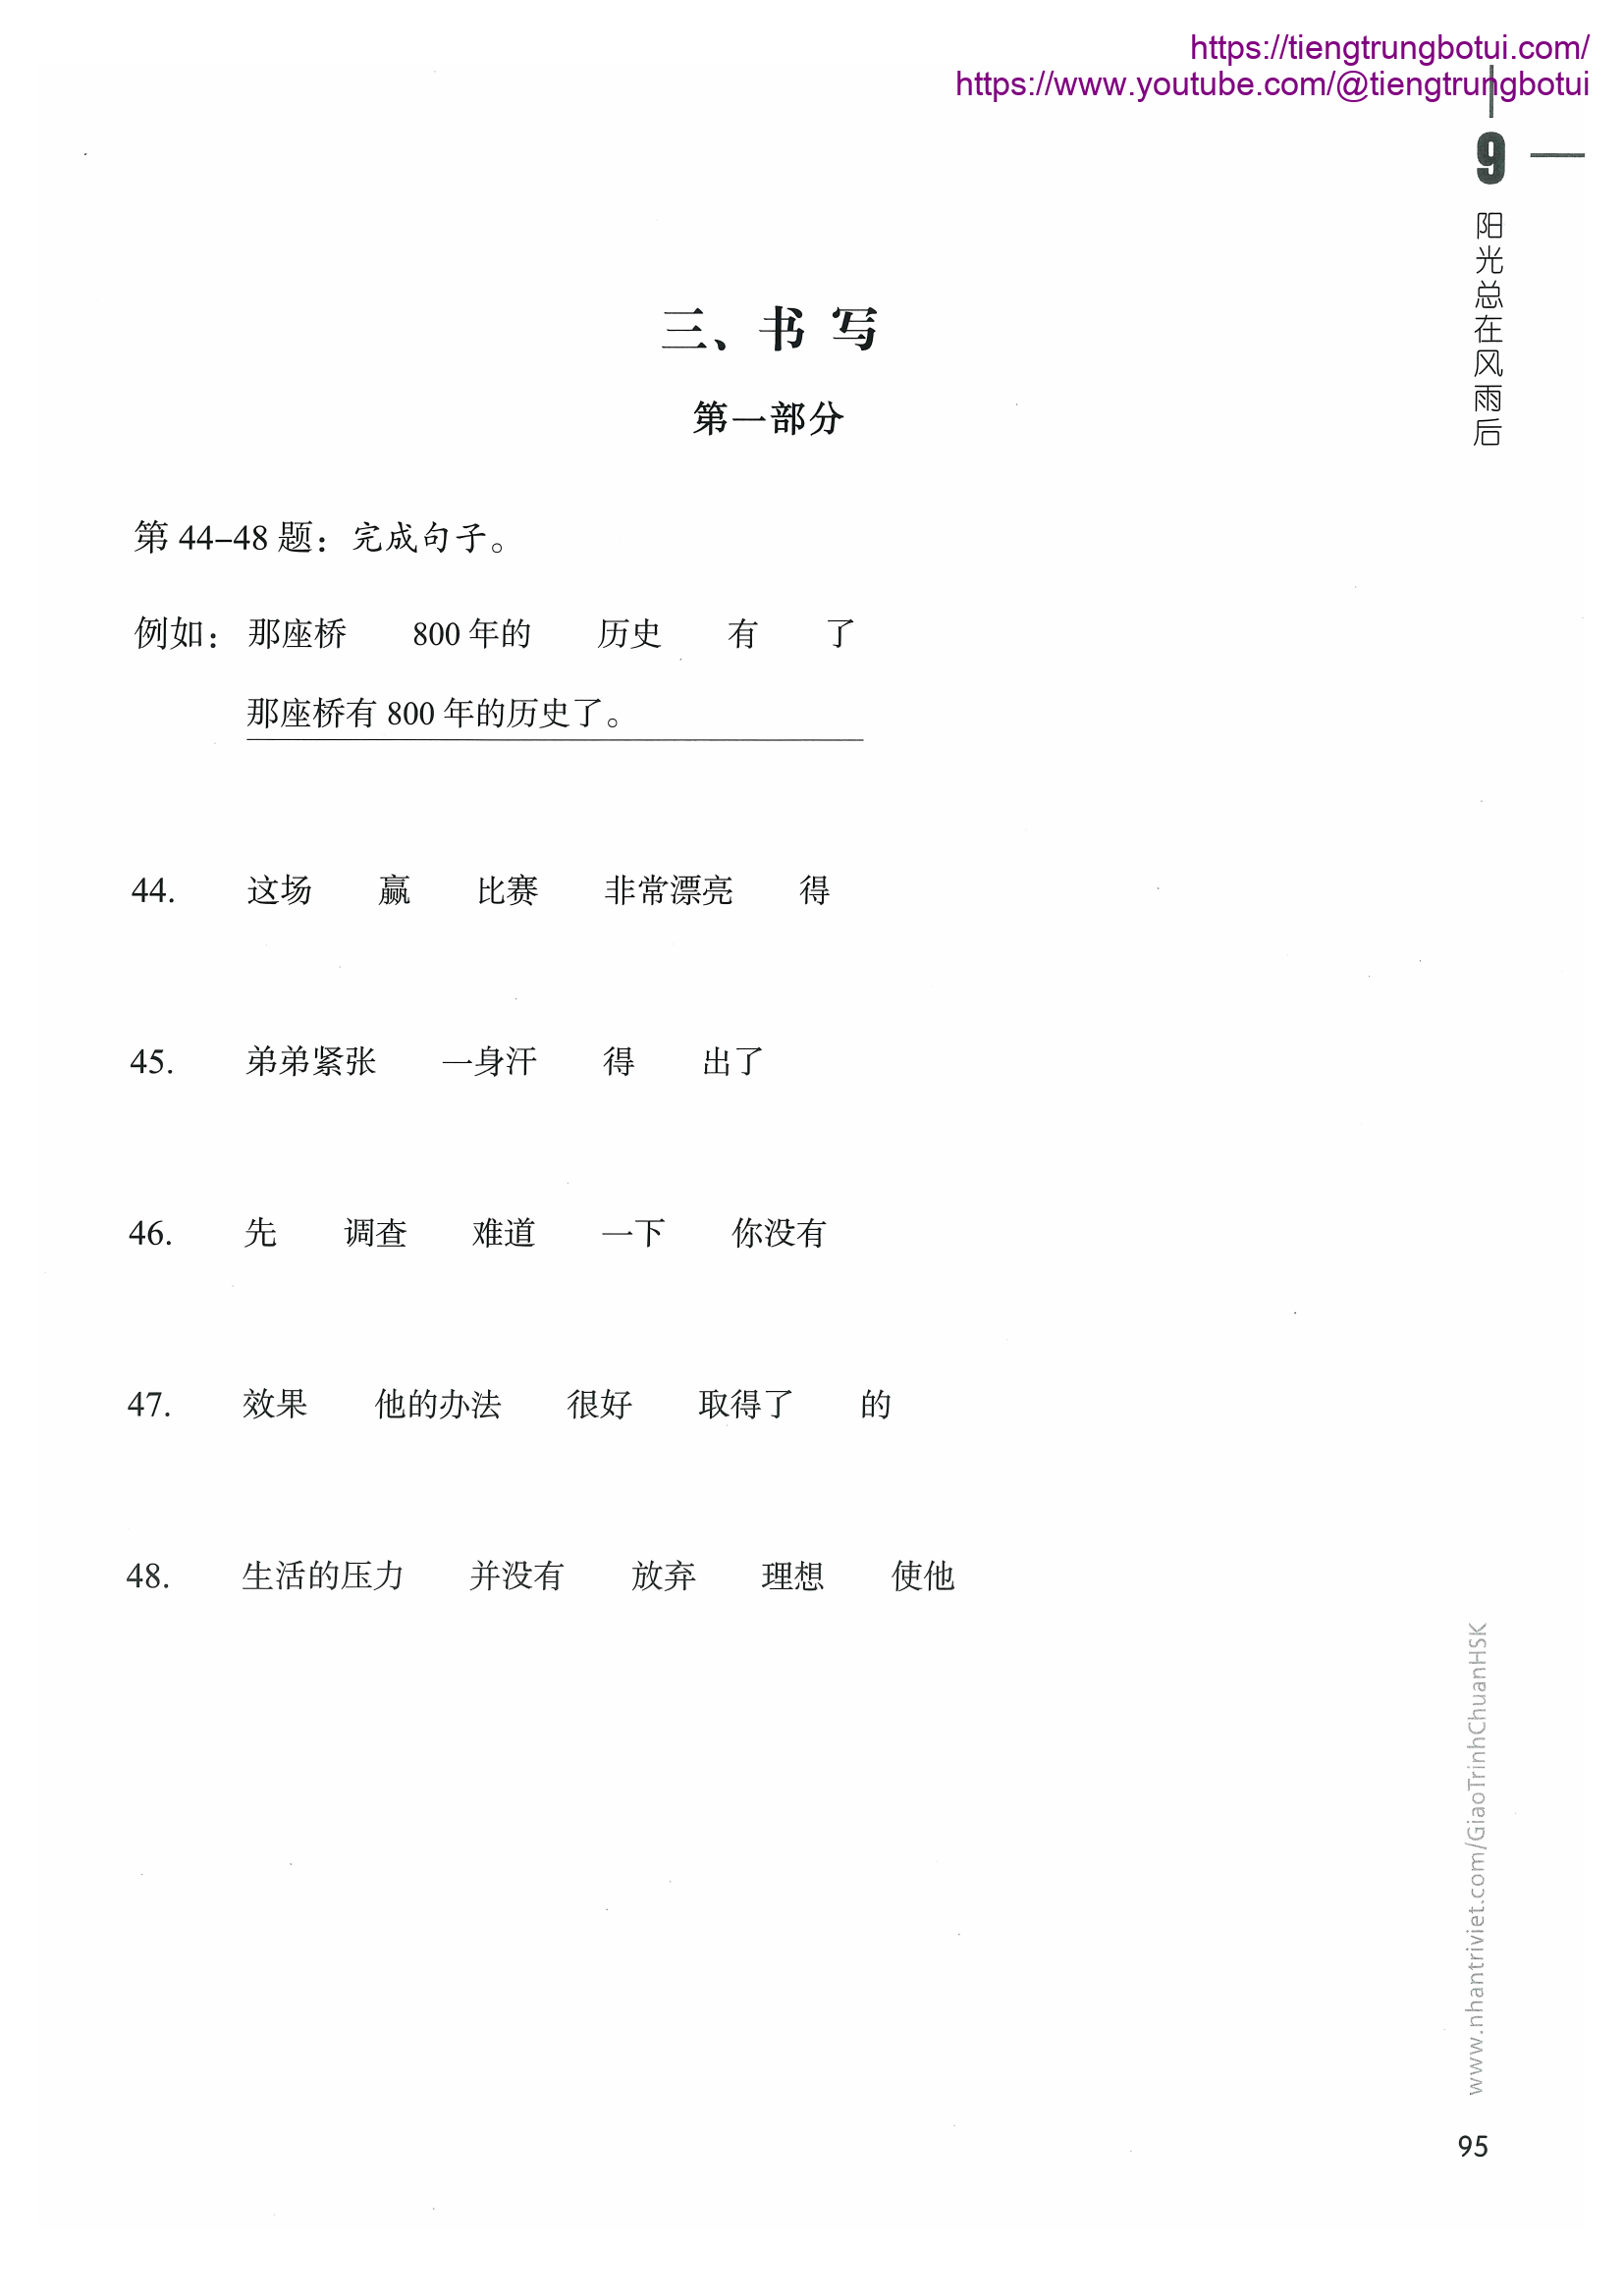 https://tiengtrungbotui.com/
https://www.youtube.com/@tiengtrungbotui
9
阳光总在风雨后
三、书 写
第一部分
第 44–48 题：完成句子。
例如： 那座桥 800 年的 历史 有 了
那座桥有 800 年的历史了。
44. 这场 赢 比赛 非常漂亮 得
45. 弟弟紧张 一身汗 得 出了
46. 先 调查 难道 一下 你没有
47. 效果 他的办法 很好 取得了 的
48. 生活的压力 并没有 放弃 理想 使他
www.nhantriviet.com/GiaoTrinhChuanHSK
95